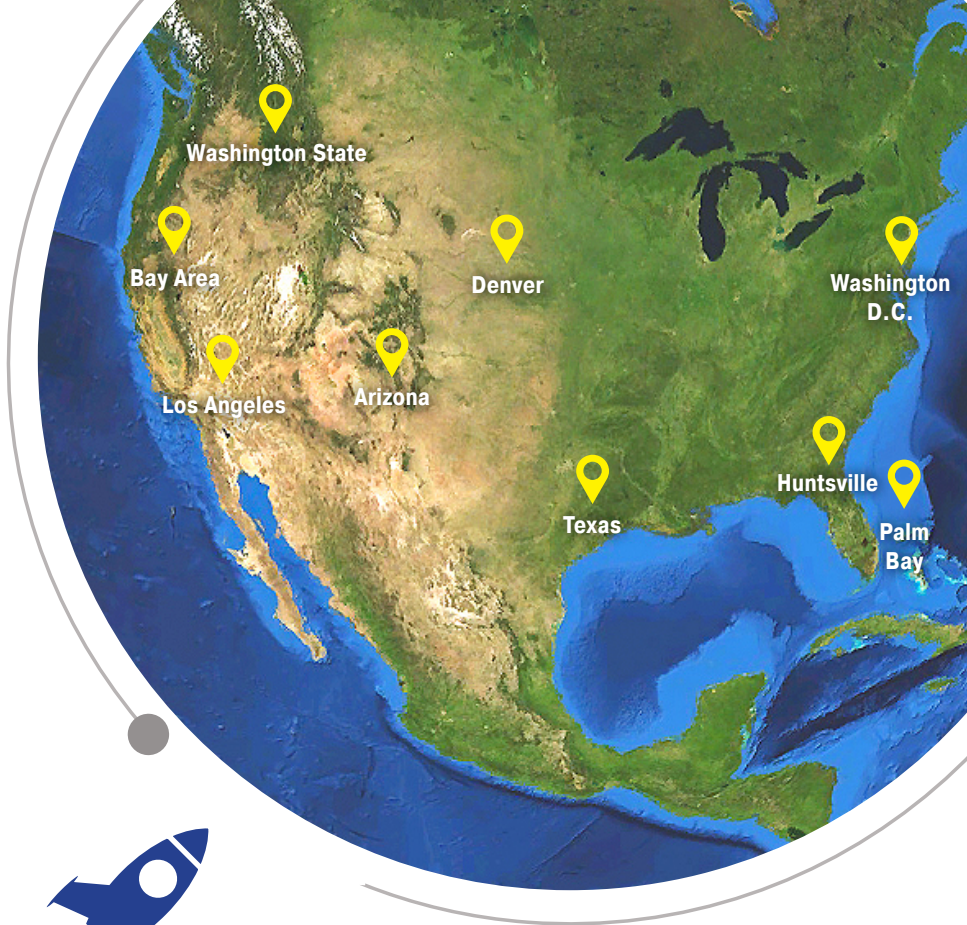 Washington State
Bay Area
Denver
Washington
D.C.
Los Angeles
Arizona
Huntsville
Texas
Palm
Bay